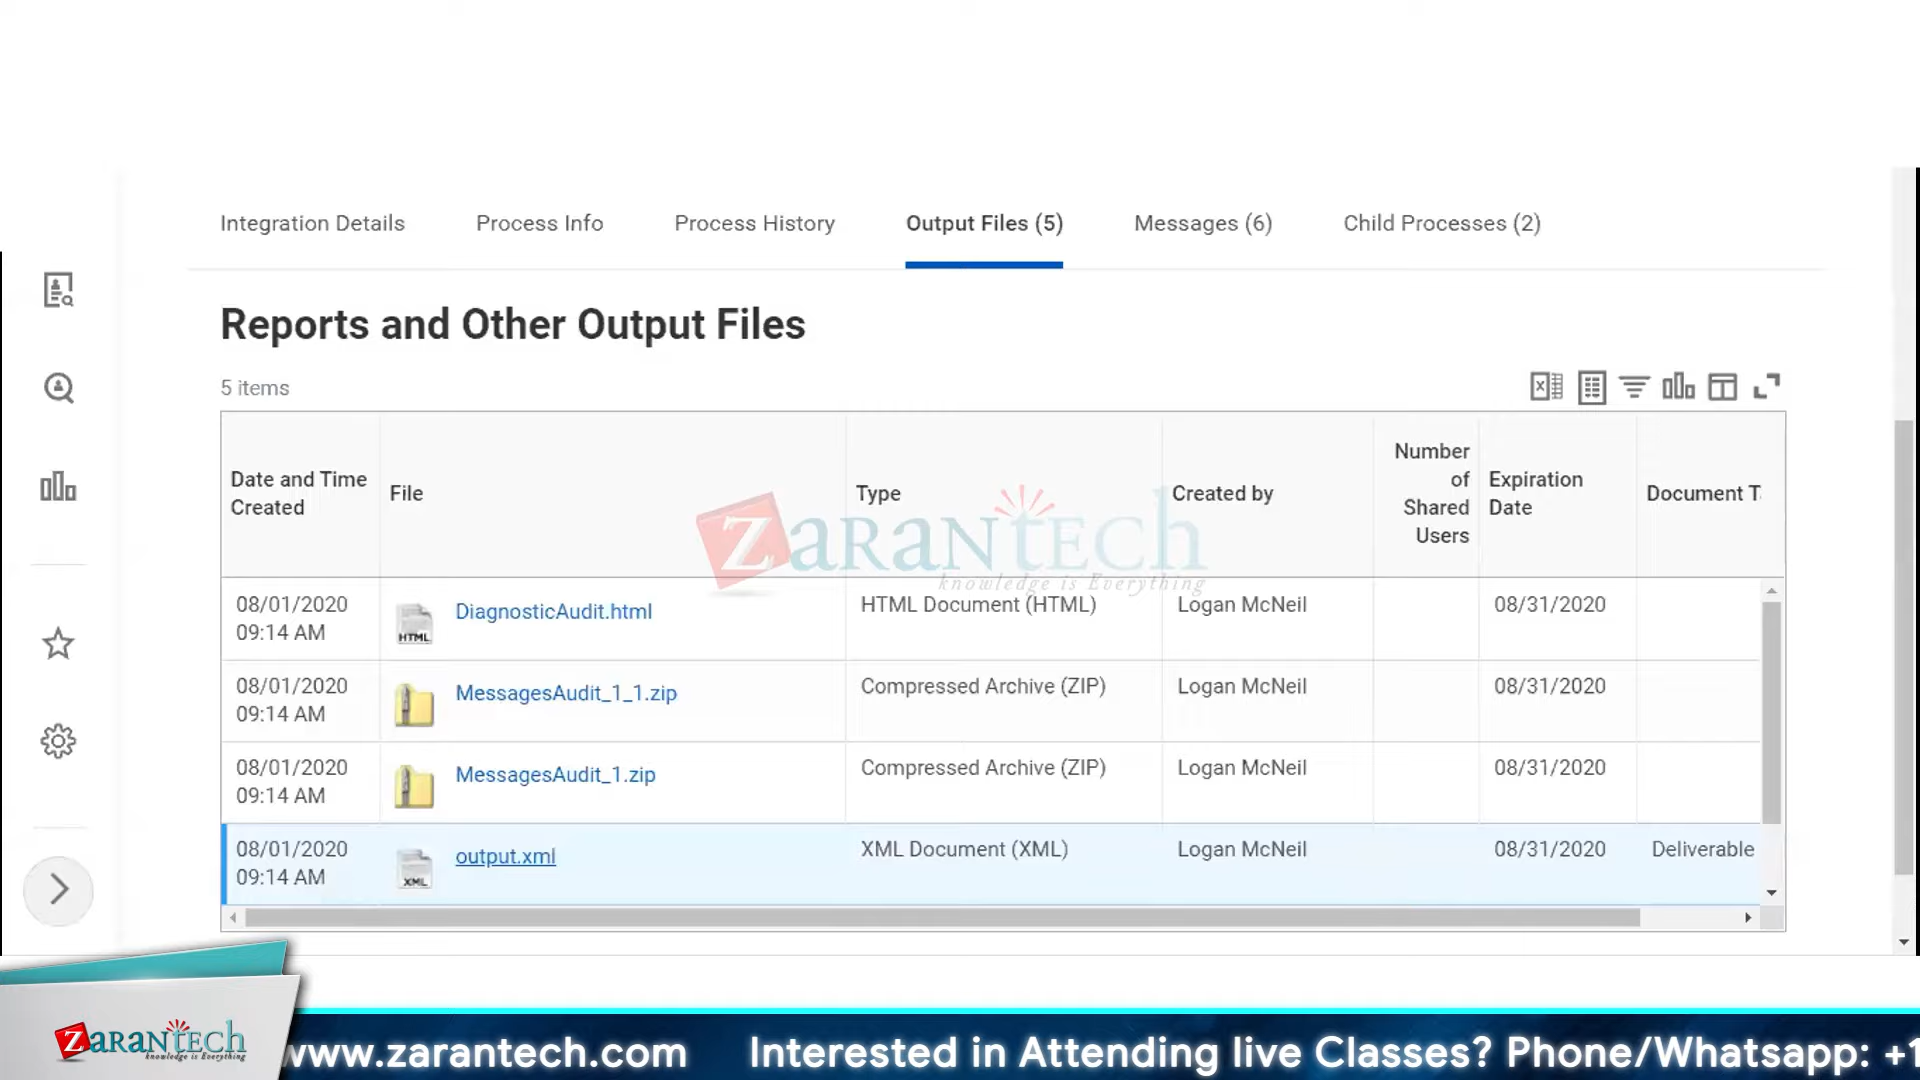 Integration Details Process Info Process History Output Files (5) Messages (6) Child Processes (2)
Reports and Other Output Files
5 items
Date and Time Created File Type Created by Number of Shared Users Expiration Date Document T
ZARANTECH
knowledge is Everything
08/01/2020 09:14 AM HTML DiagnosticAudit.html HTML Document (HTML) Logan McNeil 08/31/2020
08/01/2020 09:14 AM MessagesAudit_1_1.zip Compressed Archive (ZIP) Logan McNeil 08/31/2020
08/01/2020 09:14 AM MessagesAudit_1.zip Compressed Archive (ZIP) Logan McNeil 08/31/2020
08/01/2020 09:14 AM XML output.xml XML Document (XML) Logan McNeil 08/31/2020 Deliverable
ZARANTECH
knowledge is Everything
www.zarantech.com Interested in Attending live Classes? Phone/Whatsapp: +1